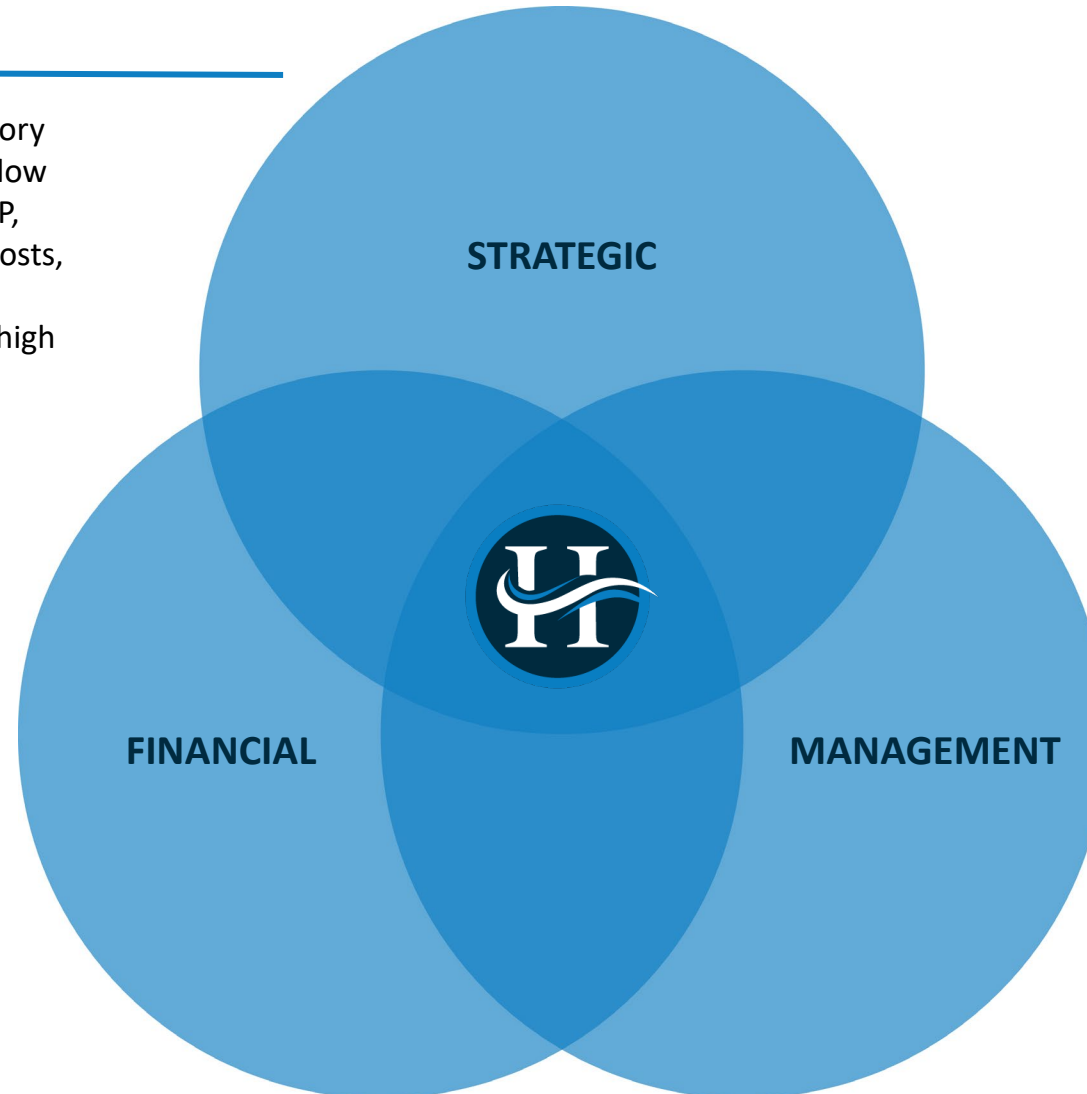 ory
low
P,
osts,
high
STRATEGIC
H
FINANCIAL
MANAGEMENT